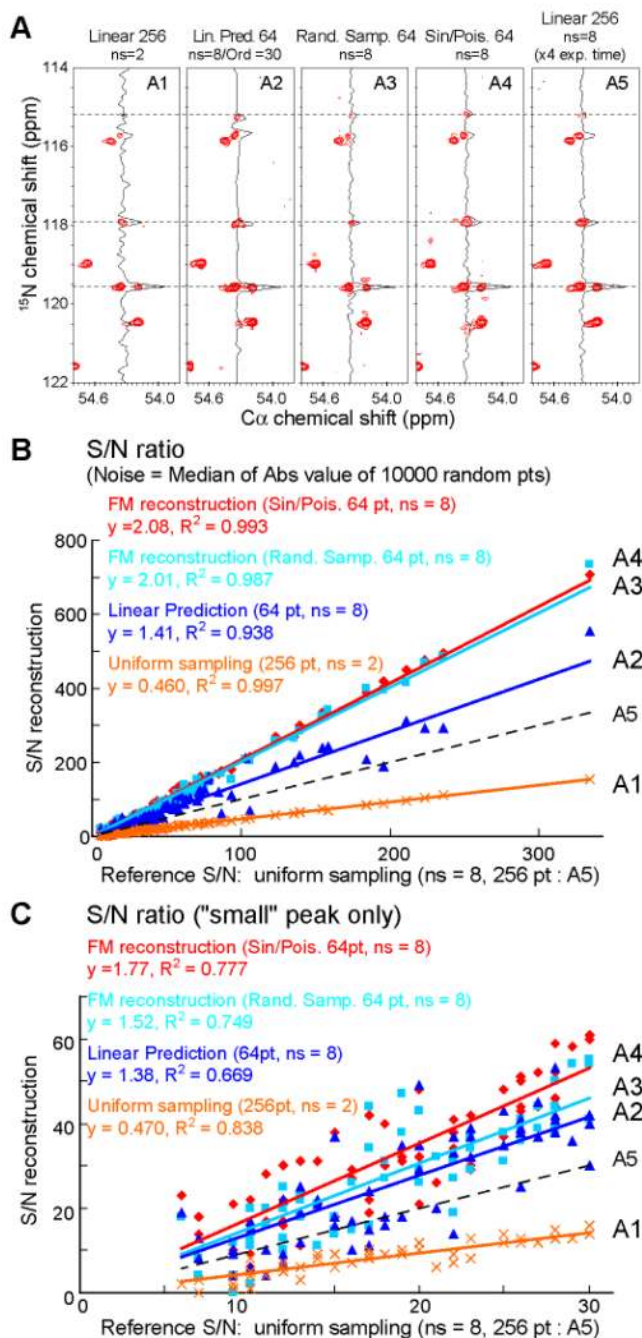 A
Linear 256
ns=2
Lin. Pred. 64
ns=8/Ord =30
Rand. Samp. 64
ns=8
Sin/Pois. 64
ns=8
Linear 256
ns=8
(x4 exp. time)
A1
A2
A3
A4
A5
114
116
118
120
122
15N chemical shift (ppm)
54.6 54.0
54.6 54.0
54.6 54.0
54.6 54.0
54.6 54.0
Cα chemical shift (ppm)
B S/N ratio
(Noise = Median of Abs value of 10000 random pts)
FM reconstruction (Sin/Pois. 64 pt, ns = 8)
y =2.08, R2 = 0.993
FM reconstruction (Rand. Samp. 64 pt, ns = 8)
y = 2.01, R2 = 0.987
Linear Prediction (64 pt, ns = 8)
y = 1.41, R2 = 0.938
Uniform sampling (256 pt, ns = 2)
y = 0.460, R2 = 0.997
800
600
400
200
0
S/N reconstruction
A4
A3
A2
A5
A1
0 100 200 300
Reference S/N: uniform sampling (ns = 8, 256 pt : A5)
C S/N ratio ("small" peak only)
FM reconstruction (Sin/Pois. 64pt, ns = 8)
y =1.77, R2 = 0.777
FM reconstruction (Rand. Samp. 64 pt, ns = 8)
y = 1.52, R2 = 0.749
Linear Prediction (64pt, ns = 8)
y = 1.38, R2 = 0.669
Uniform sampling (256pt, ns = 2)
y = 0.470, R2 = 0.838
60
40
20
0
S/N reconstruction
A4
A3
A2
A5
A1
0 10 20 30
Reference S/N: uniform sampling (ns = 8, 256 pt : A5)